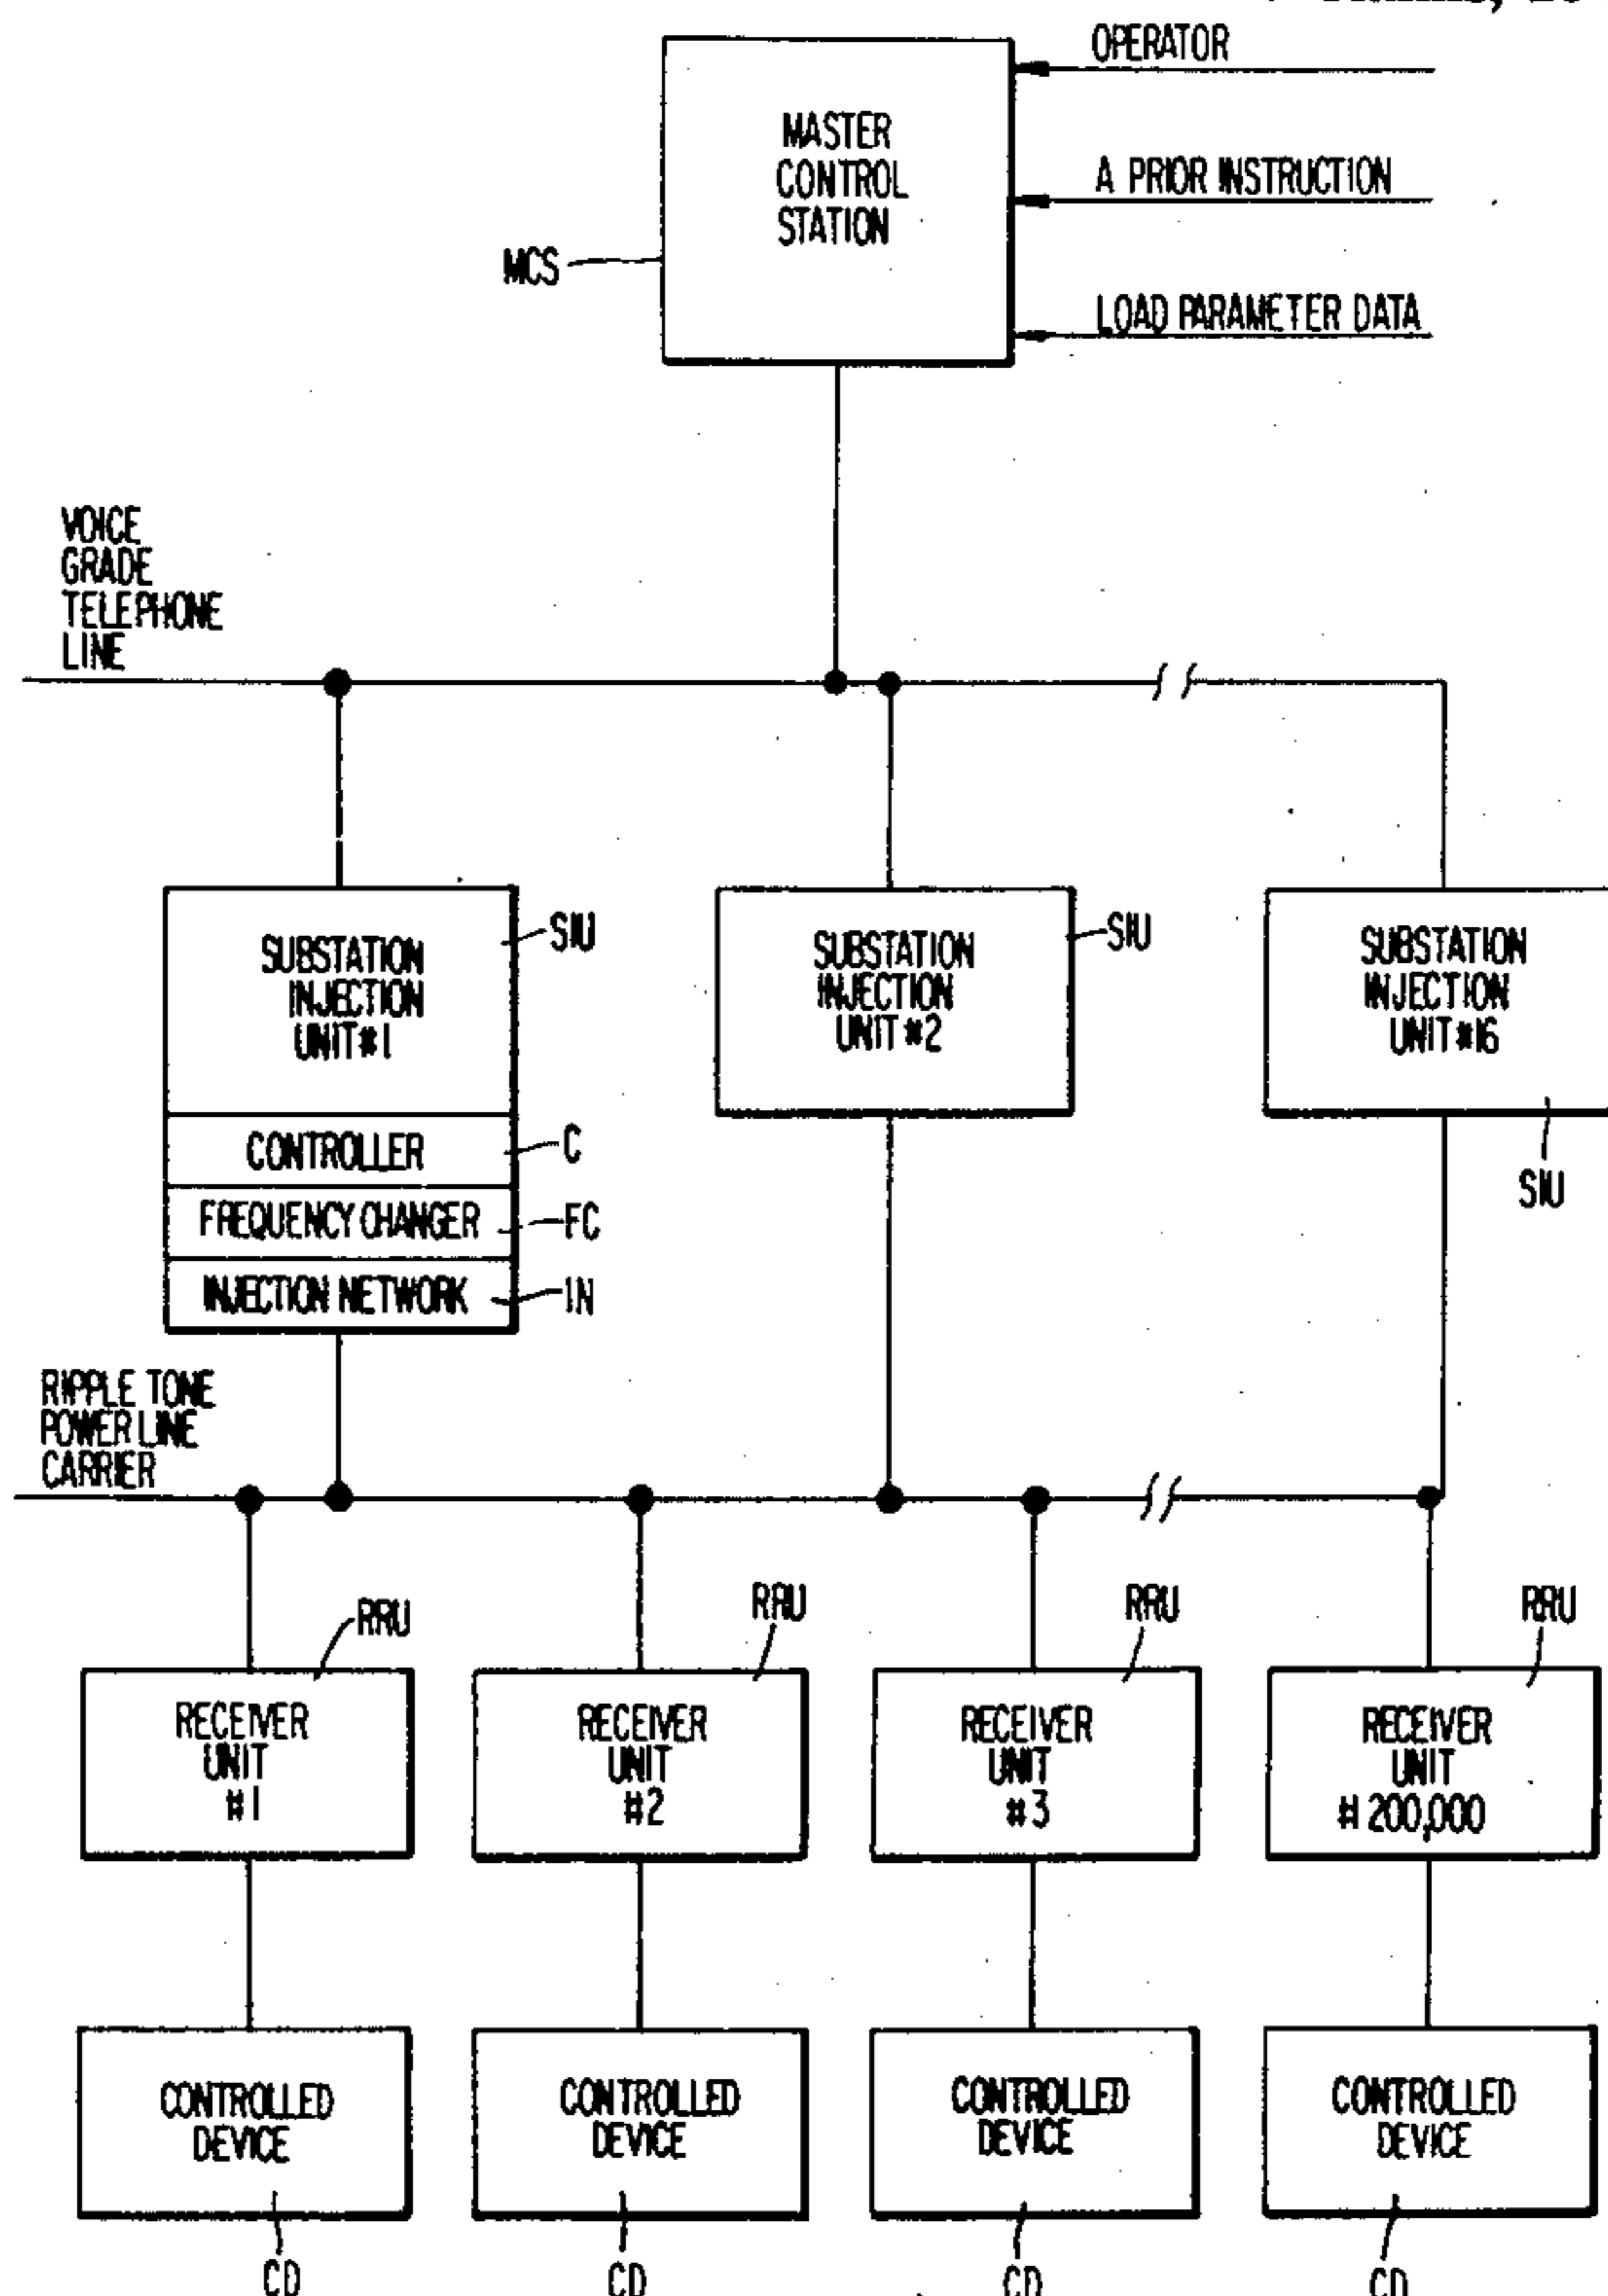 OPERATOR
MASTER
CONTROL
STATION
A PRIOR INSTRUCTION
MCS
LOAD PARAMETER DATA
VOICE
GRADE
TELEPHONE
LINE
SUBSTATION
INJECTION
UNIT #1
SIU
CONTROLLER
C
FREQUENCY CHANGER
FC
INJECTION NETWORK
IN
SUBSTATION
INJECTION
UNIT #2
SIU
SUBSTATION
INJECTION
UNIT #16
SIU
RIPPLE TONE
POWER LINE
CARRIER
RRU
RRU
RRU
RRU
RECEIVER
UNIT
#1
RECEIVER
UNIT
#2
RECEIVER
UNIT
#3
RECEIVER
UNIT
# 200,000
CONTROLLED
DEVICE
CONTROLLED
DEVICE
CONTROLLED
DEVICE
CONTROLLED
DEVICE
CD
CD
CD
CD